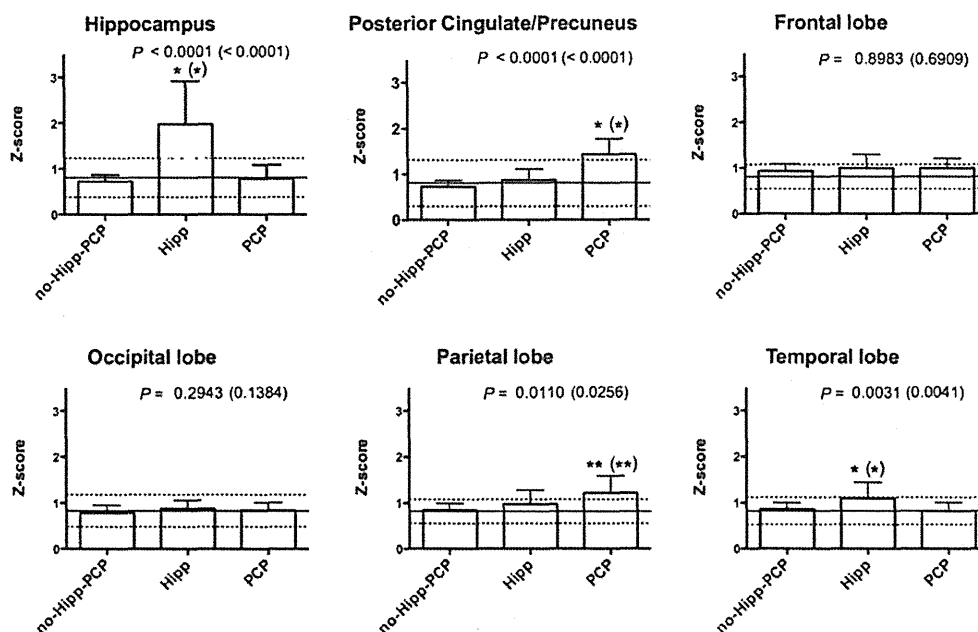 Hippocampus
P < 0.0001 (< 0.0001)
* (*)
Z-score
3
2
1
0
no-Hipp-PCP
Hipp
PCP
Posterior Cingulate/Precuneus
P < 0.0001 (< 0.0001)
* (*)
Z-score
3
2
1
0
no-Hipp-PCP
Hipp
PCP
Frontal lobe
P = 0.8983 (0.6909)
Z-score
3
2
1
0
no-Hipp-PCP
Hipp
PCP
Occipital lobe
P = 0.2943 (0.1384)
Z-score
3
2
1
0
no-Hipp-PCP
Hipp
PCP
Parietal lobe
P = 0.0110 (0.0256)
** (**)
Z-score
3
2
1
0
no-Hipp-PCP
Hipp
PCP
Temporal lobe
P = 0.0031 (0.0041)
* (*)
Z-score
3
2
1
0
no-Hipp-PCP
Hipp
PCP